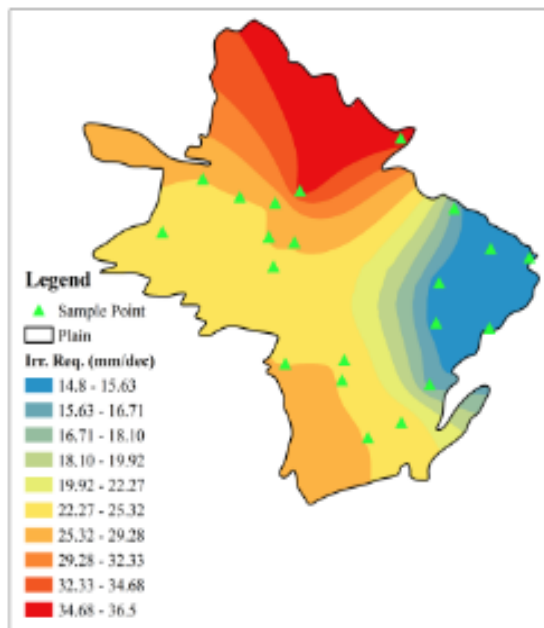 Legend
Sample Point
Plain
Irr. Req. (mm/dec)
14.8 - 15.63
15.63 - 16.71
16.71 - 18.10
18.10 - 19.92
19.92 - 22.27
22.27 - 25.32
25.32 - 29.28
29.28 - 32.33
32.33 - 34.68
34.68 - 36.5